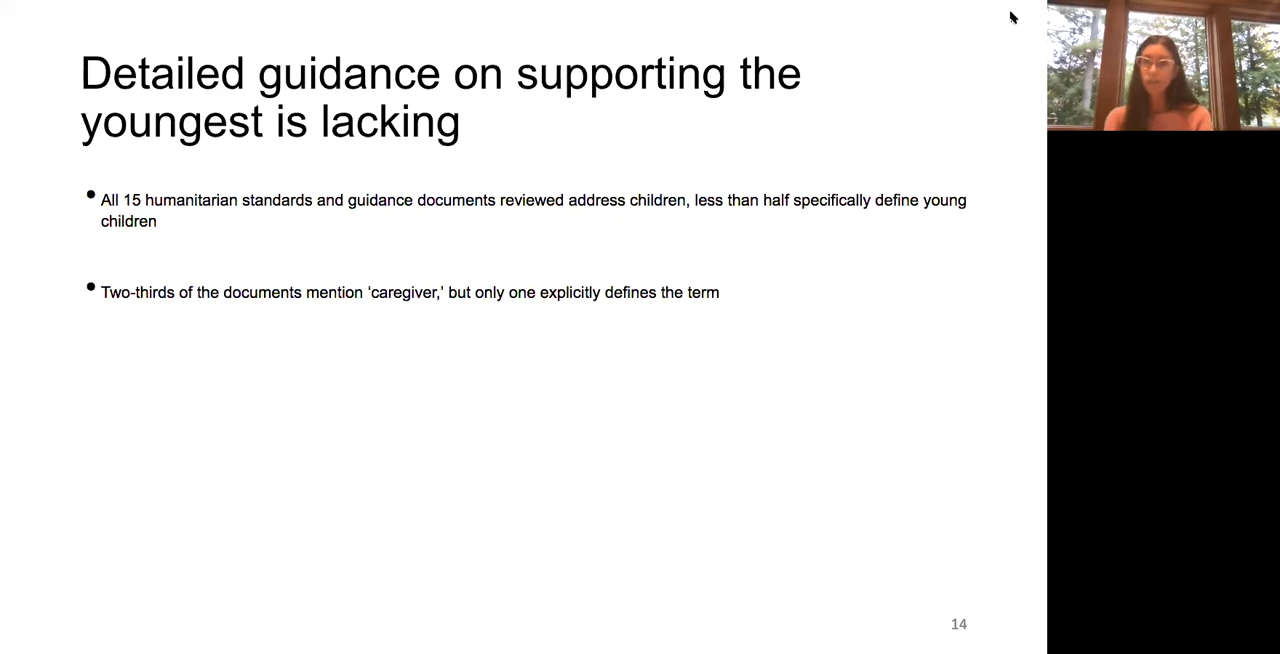 Detailed guidance on supporting the
youngest is lacking
• All 15 humanitarian standards and guidance documents reviewed address children, less than half specifically define young
children
• Two-thirds of the documents mention ‘caregiver,’ but only one explicitly defines the term
14